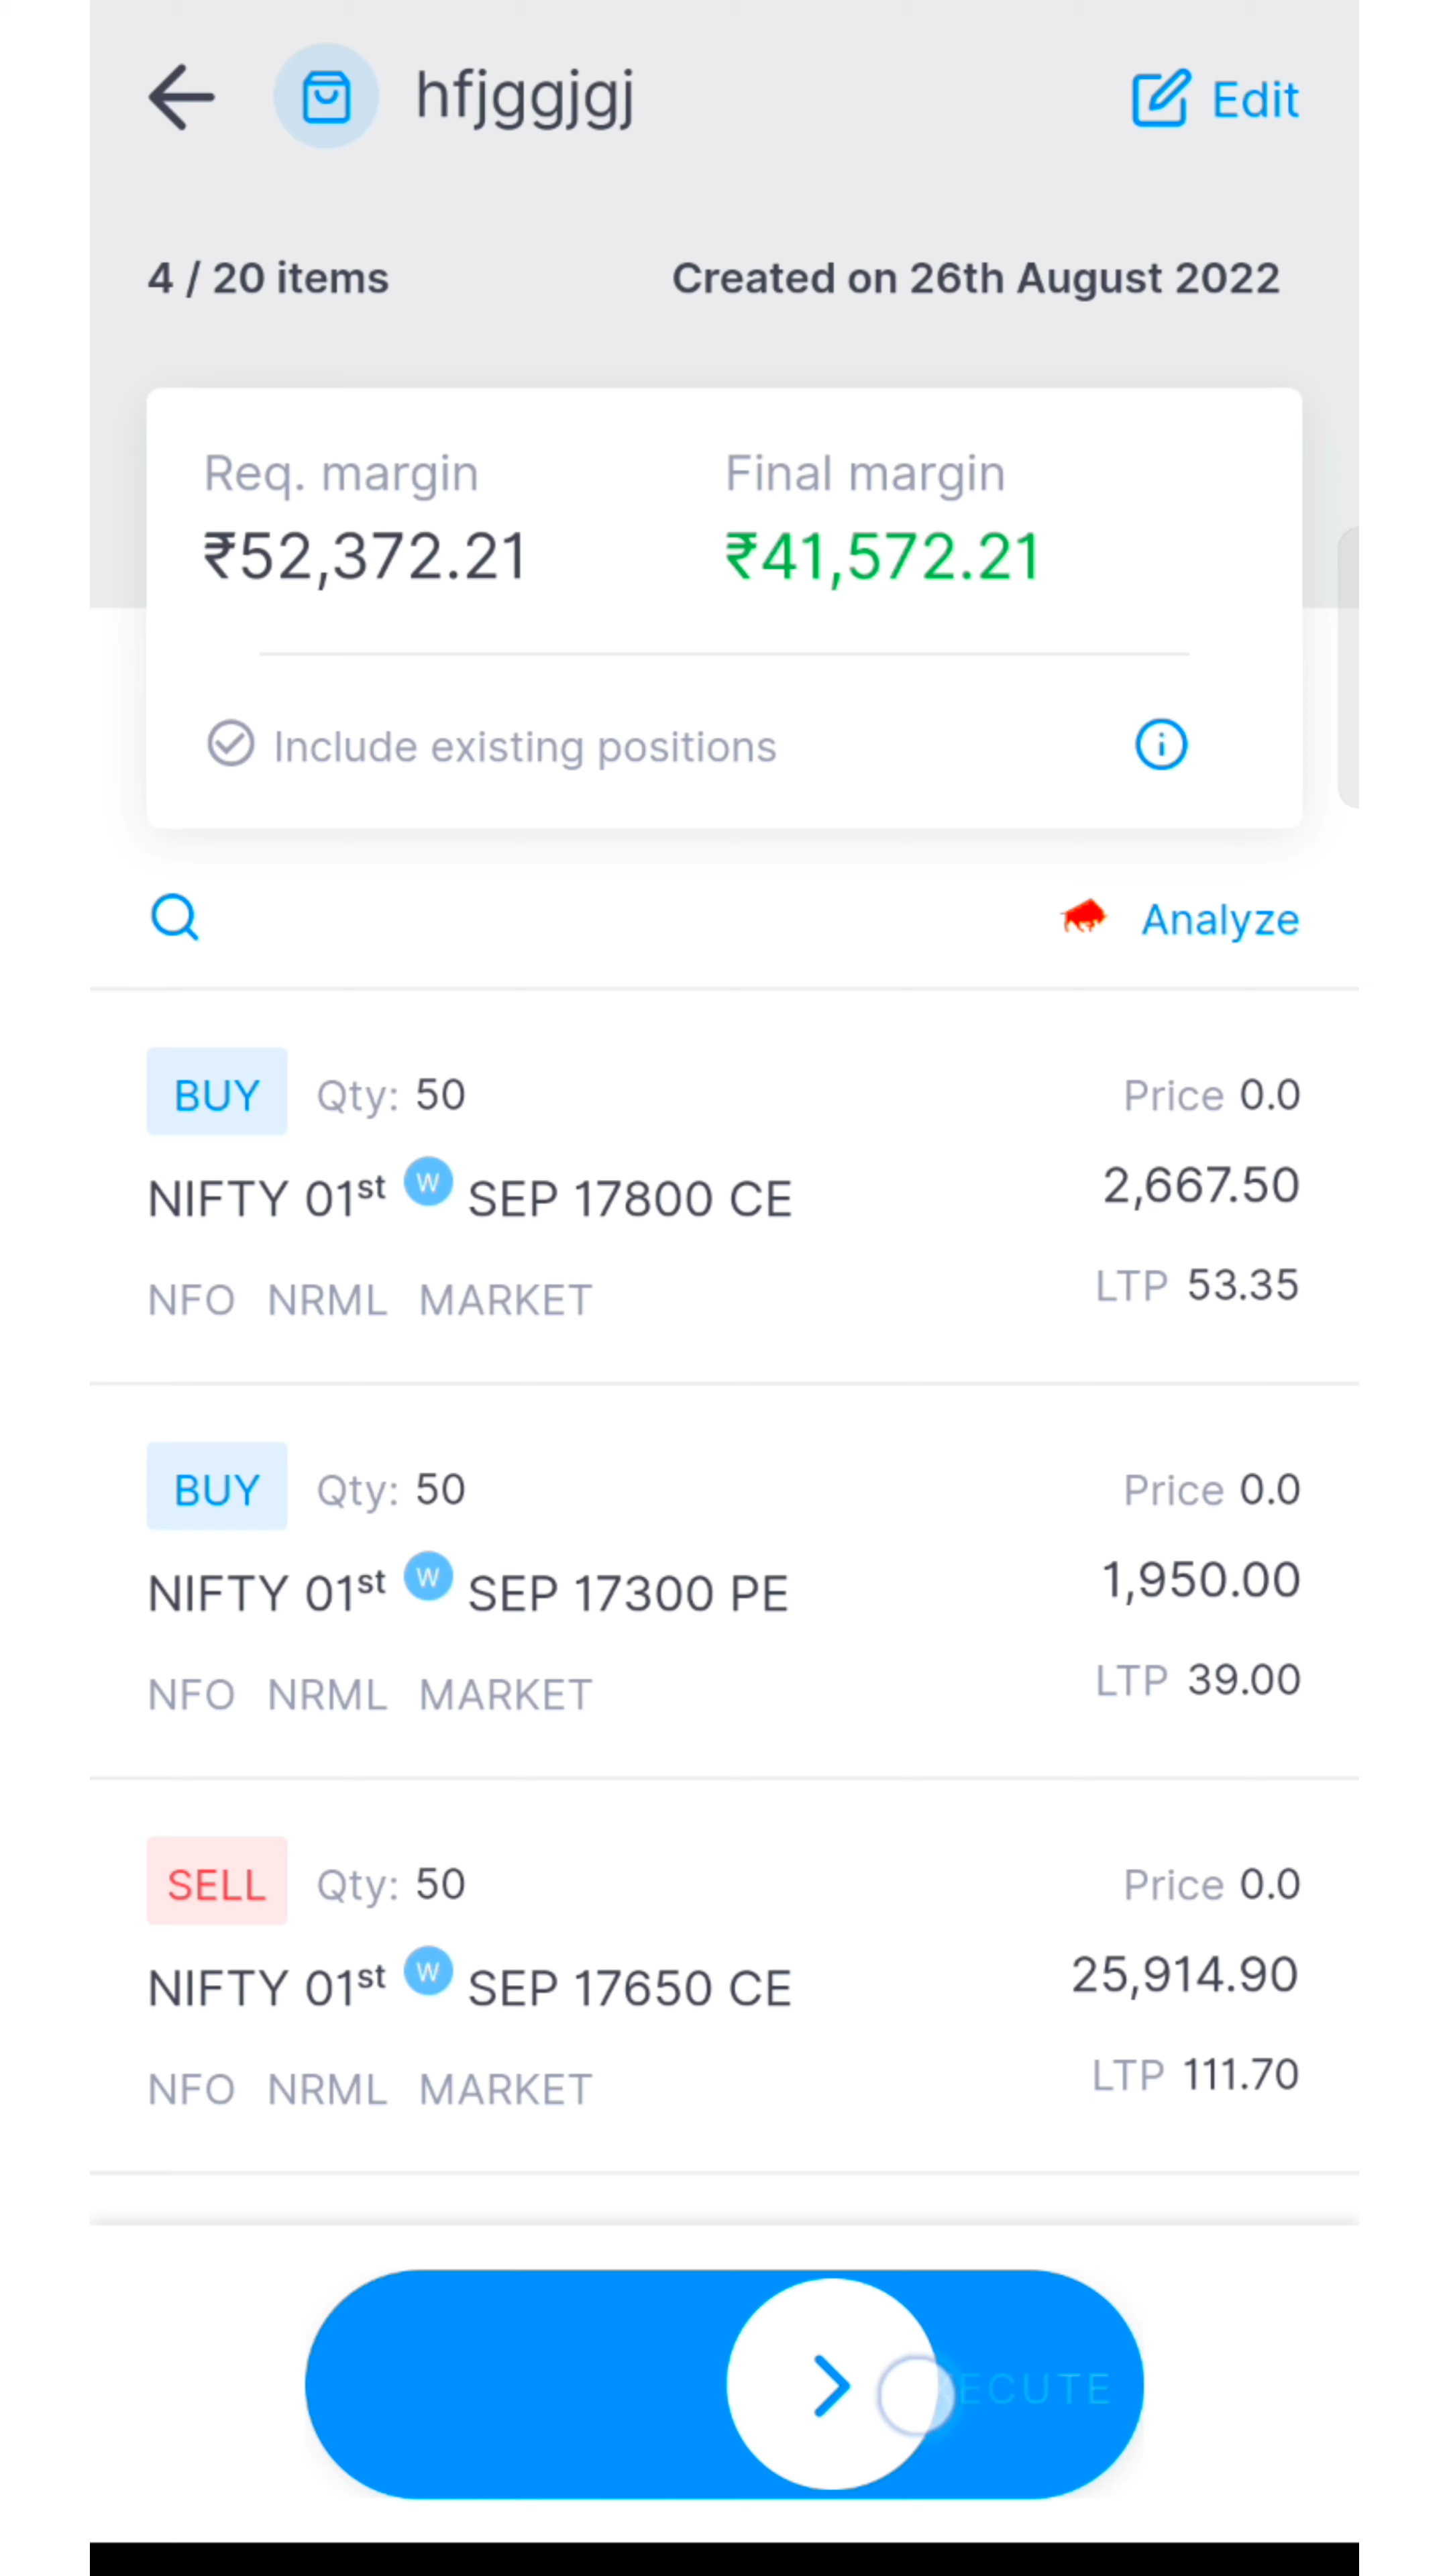 hfjggjgj Edit
4 / 20 items Created on 26th August 2022
Req. margin Final margin
₹52,372.21 ₹41,572.21
Include existing positions
Analyze
BUY Qty: 50 Price 0.0
NIFTY 01st W SEP 17800 CE 2,667.50
NFO NRML MARKET LTP 53.35
BUY Qty: 50 Price 0.0
NIFTY 01st W SEP 17300 PE 1,950.00
NFO NRML MARKET LTP 39.00
SELL Qty: 50 Price 0.0
NIFTY 01st W SEP 17650 CE 25,914.90
NFO NRML MARKET LTP 111.70
ECUTE